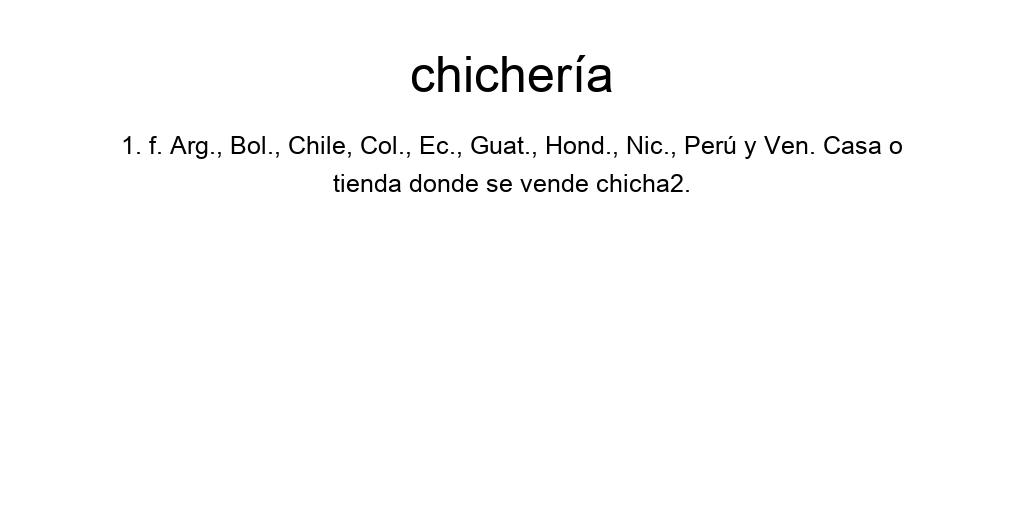 chichería
1. f. Arg., Bol., Chile, Col., Ec., Guat., Hond., Nic., Perú y Ven. Casa o
tienda donde se vende chicha2.